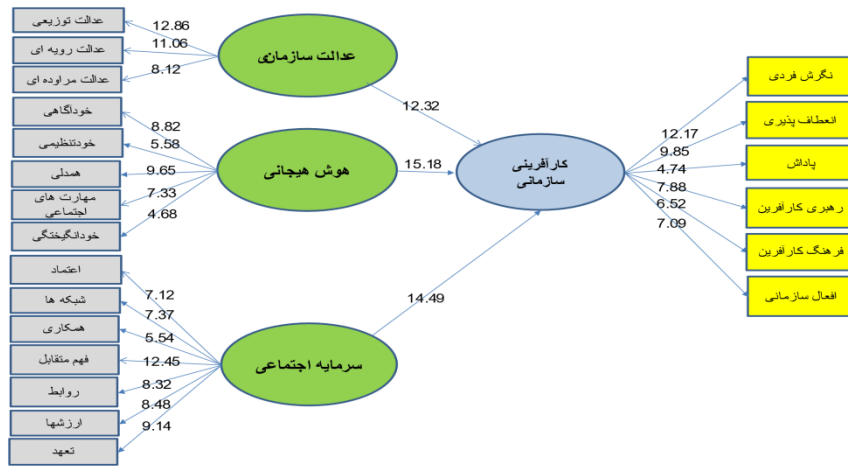 عدالت توزیعی
عدالت رویه ای
عدالت مراوده ای
12.86
11.06
8.12
عدالت سازمانی
خودآگاهی
خودتنظیمی
همدلی
مهارت های
اجتماعی
خودانگیختگی
8.82
5.58
9.65
7.33
4.68
هوش هیجانی
اعتماد
شبکه ها
همکاری
فهم متقابل
روابط
ارزشها
تعهد
7.12
7.37
5.54
12.45
8.32
8.48
9.14
سرمایه اجتماعی
12.32
15.18
14.49
کارآفرینی
سازمانی
12.17
9.85
4.74
7.88
6.52
7.09
نگرش فردی
انعطاف پذیری
پاداش
رهبری کارآفرین
فرهنگ کارآفرین
افعال سازمانی